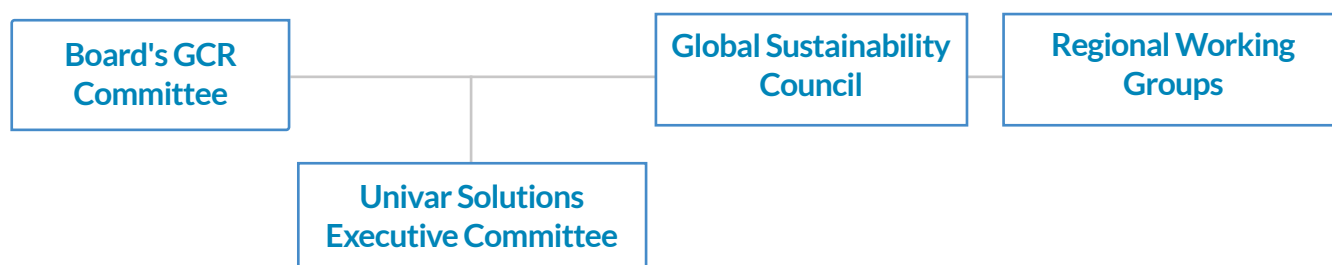 Board's GCR
Committee
Global Sustainability
Council
Regional Working
Groups
Univar Solutions
Executive Committee